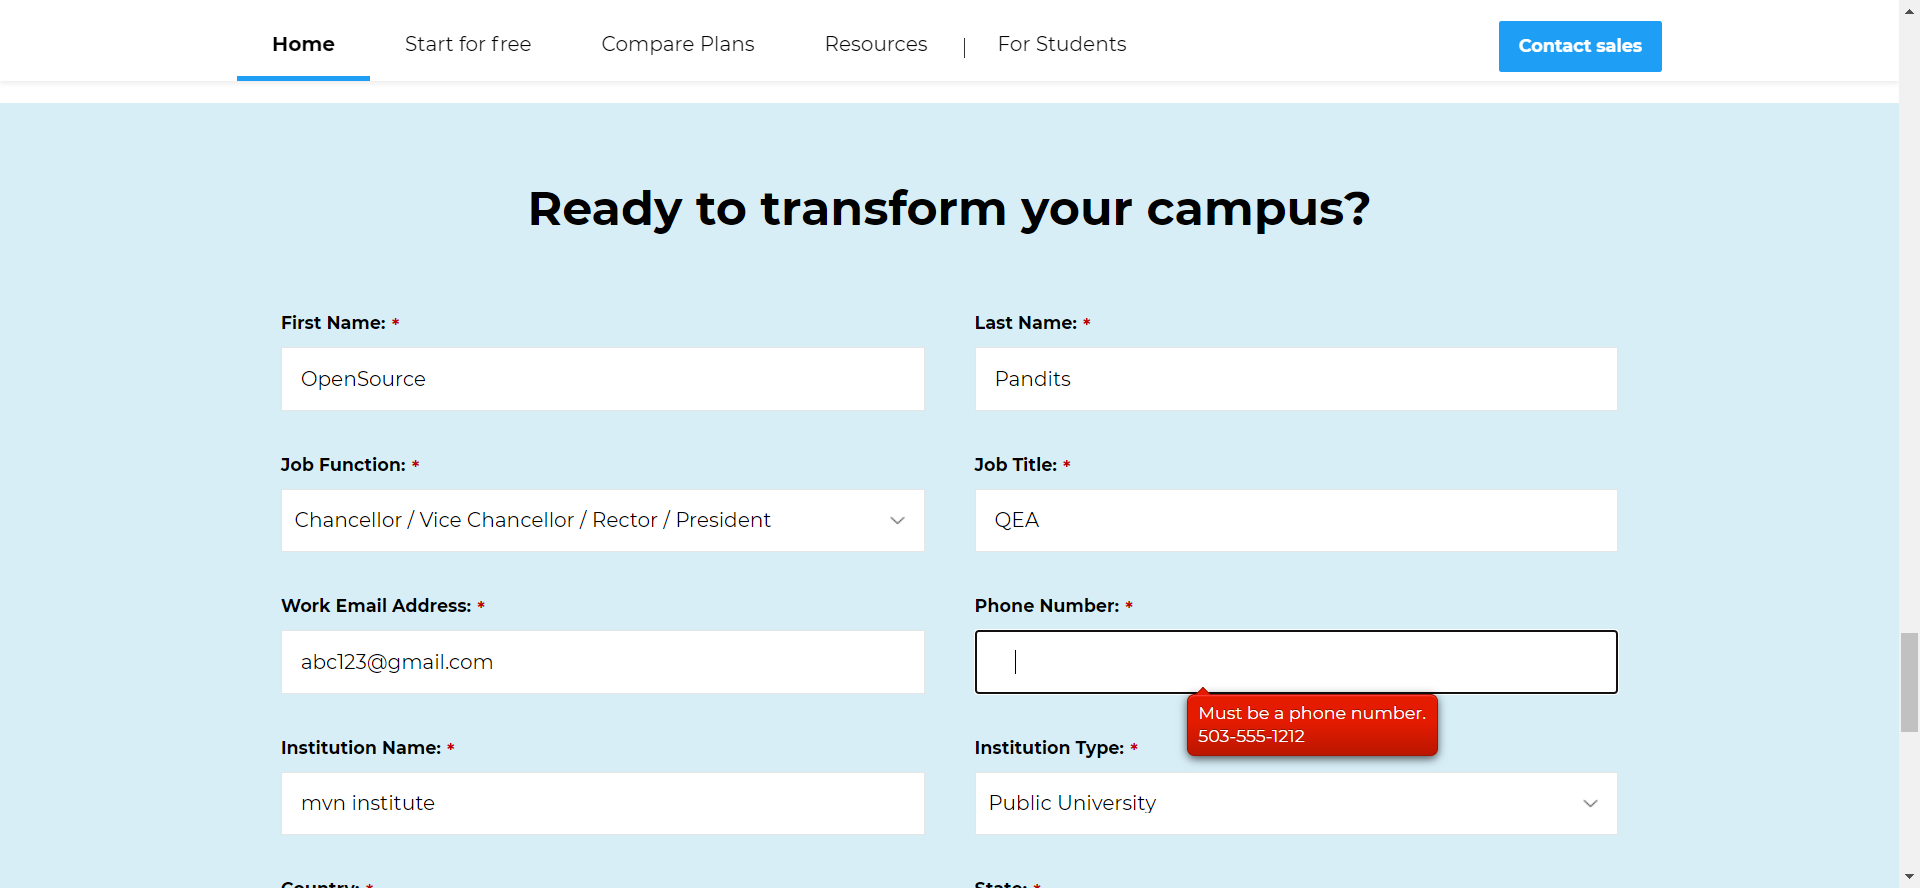 Home
Start for free
Compare Plans
Resources
|
For Students
Contact sales
Ready to transform your campus?
First Name: *
Last Name: *
OpenSource
Pandits
Job Function: *
Job Title: *
Chancellor / Vice Chancellor / Rector / President
QEA
Work Email Address: *
Phone Number: *
abc123@gmail.com
Must be a phone number.
503-555-1212
Institution Name: *
Institution Type: *
mvn institute
Public University
Country: *
State: *